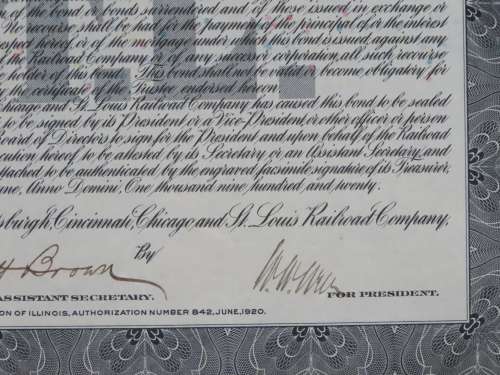 of the bond or bonds surrendered and of these issued in exchange or
No recourse shall be had for the payment of the principal of or the interest
respect hereof, or of the mortgage under which this bond is issued against any
the Railroad Company or of any successor corporation, all such recourse
holder of this bond. This bond shall not be valid or become obligatory for
the certificate of the Trustee endorsed hereon.
Chicago and St. Louis Railroad Company has caused this bond to be sealed
to be signed by its President or a Vice-President, or other officer or person
Board of Directors to sign for the President and upon behalf of the Railroad
hereof to be attested by its Secretary or an Assistant Secretary, and
attached to be authenticated by the engraved facsimile signature of its Treasurer,
Anno Domini, One thousand nine hundred and twenty.
Cincinnati, Chicago and St. Louis Railroad Company,
By
Brown
ASSISTANT SECRETARY.
FOR PRESIDENT.
OF ILLINOIS, AUTHORIZATION NUMBER 842, JUNE, 1920.